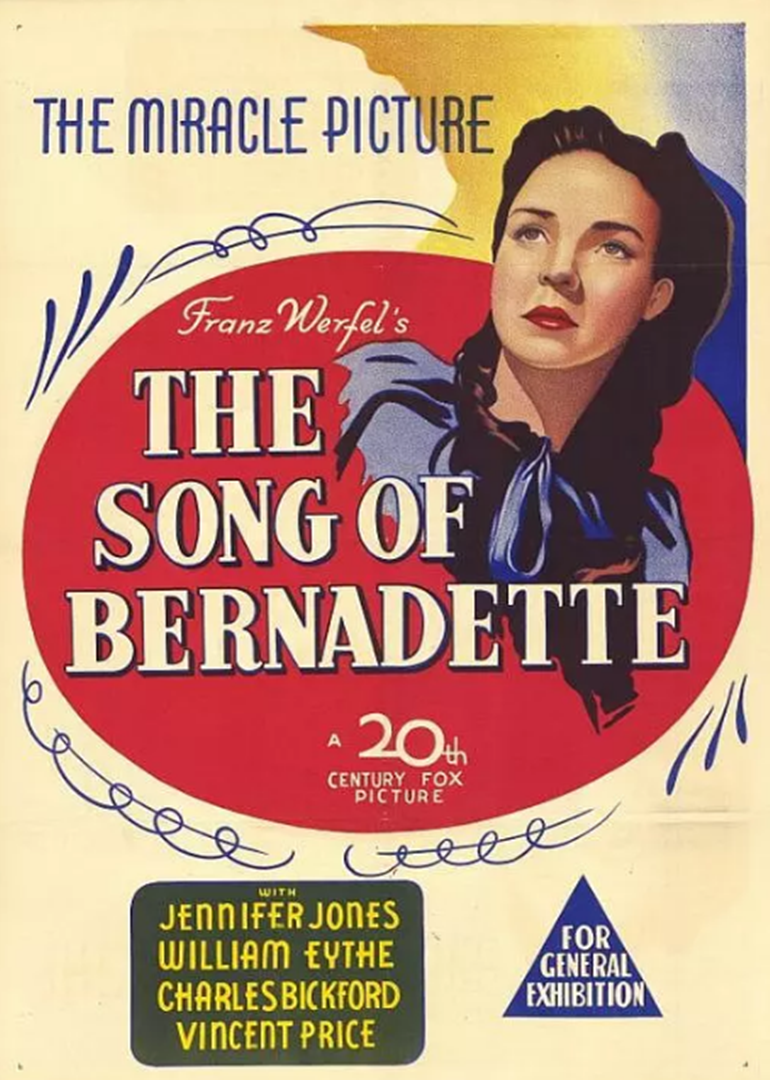 THE MIRACLE PICTURE
Franz Werfel's
THE
SONG OF
BERNADETTE
A 20th
CENTURY FOX
PICTURE
WITH
JENNIFER JONES
WILLIAM EYTHE
CHARLES BICKFORD
VINCENT PRICE
FOR
GENERAL
EXHIBITION